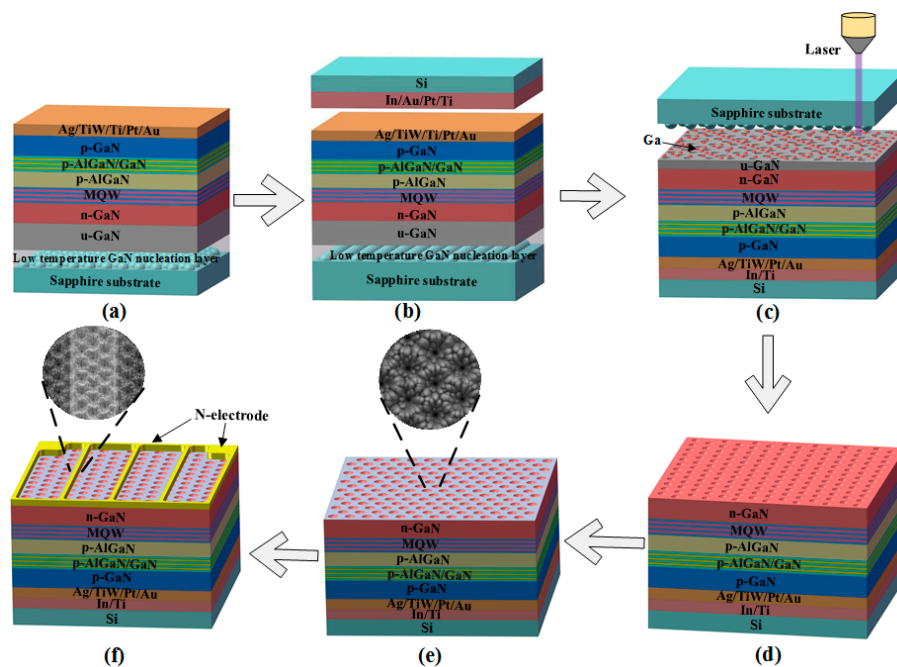 Ag/TiW/Ti/Pt/Au
p-GaN
p-AlGaN/GaN
p-AlGaN
MQW
n-GaN
u-GaN
Low temperature GaN nucleation layer
Sapphire substrate
(a)
Si
In/Au/Pt/Ti
Ag/TiW/Ti/Pt/Au
p-GaN
p-AlGaN/GaN
p-AlGaN
MQW
n-GaN
u-GaN
Low temperature GaN nucleation layer
Sapphire substrate
(b)
Laser
Sapphire substrate
Ga
u-GaN
n-GaN
MQW
p-AlGaN
p-AlGaN/GaN
p-GaN
Ag/TiW/Pt/Au
In/Ti
Si
(c)
N-electrode
n-GaN
MQW
p-AlGaN
p-AlGaN/GaN
p-GaN
Ag/TiW/Pt/Au
In/Ti
Si
(f)
n-GaN
MQW
p-AlGaN
p-AlGaN/GaN
p-GaN
Ag/TiW/Pt/Au
In/Ti
Si
(e)
n-GaN
MQW
p-AlGaN
p-AlGaN/GaN
p-GaN
Ag/TiW/Pt/Au
In/Ti
Si
(d)